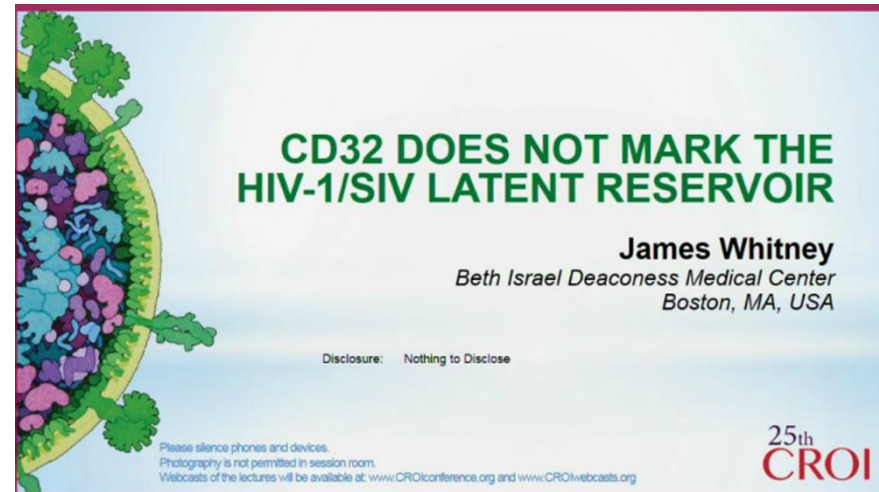 CD32 DOES NOT MARK THE
HIV-1/SIV LATENT RESERVOIR
James Whitney
Beth Israel Deaconess Medical Center
Boston, MA, USA
Disclosure: Nothing to Disclose
Please silence phones and devices.
Photography is not permitted in session room.
Webcasts of the lectures will be available at: www.CROIconference.org and www.CROIwebcasts.org
25th
CROI